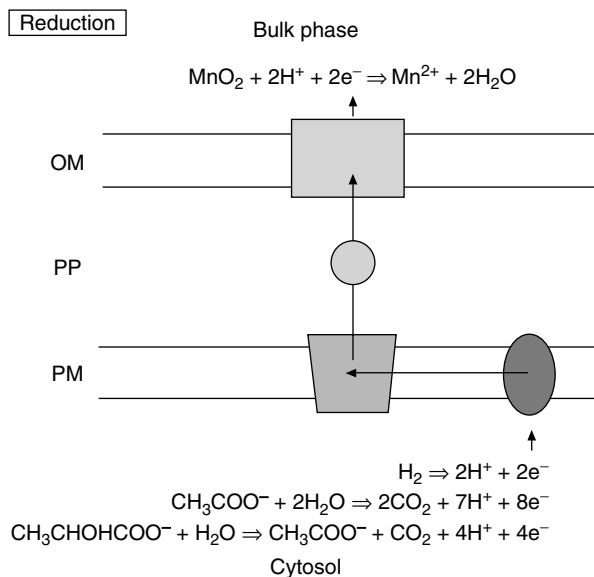 Reduction
Bulk phase
MnO₂ + 2H⁺ + 2e⁻ ⇒ Mn²⁺ + 2H₂O
OM
PP
PM
H₂ ⇒ 2H⁺ + 2e⁻
CH₃COO⁻ + 2H₂O ⇒ 2CO₂ + 7H⁺ + 8e⁻
CH₃CHOHCOO⁻ + H₂O ⇒ CH₃COO⁻ + CO₂ + 4H⁺ + 4e⁻
Cytosol